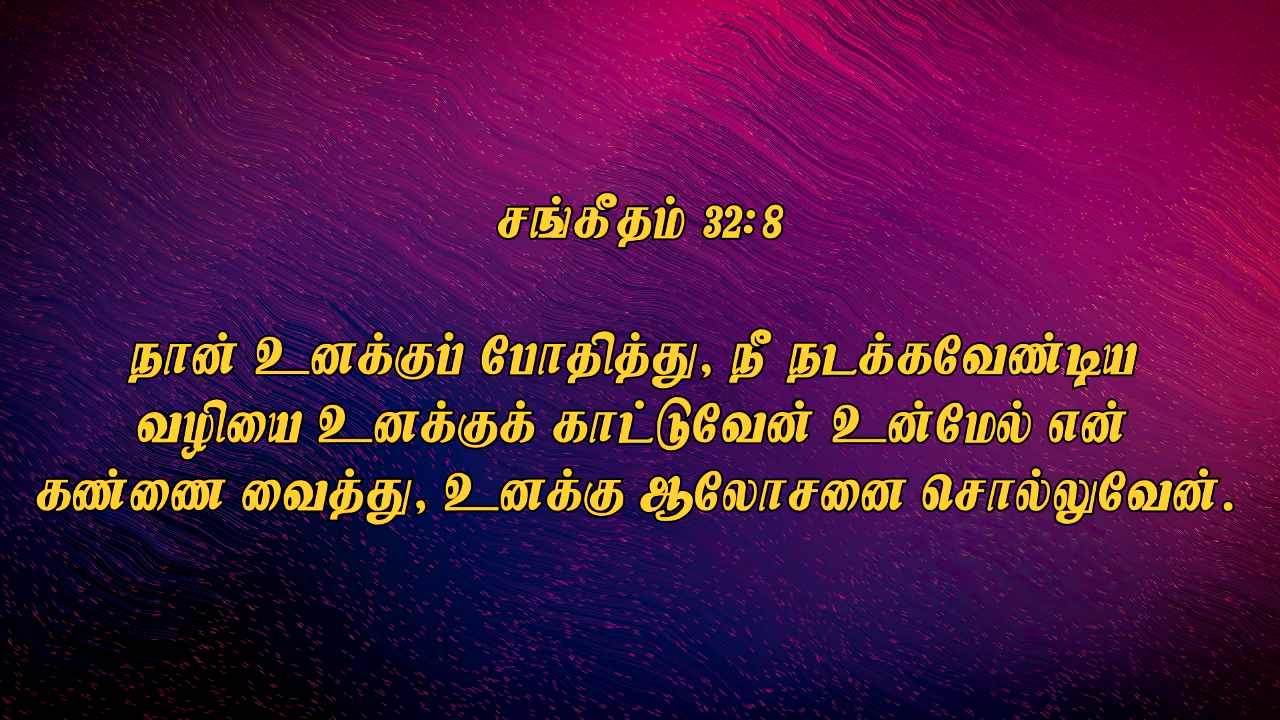 சங்கீதம் 32:8
நான் உனக்குப் போதித்து, நீ நடக்கவேண்டிய
வழியை உனக்குக் காட்டுவேன் உன்மேல் என்
கண்ணை வைத்து, உனக்கு ஆலோசனை சொல்லுவேன்.